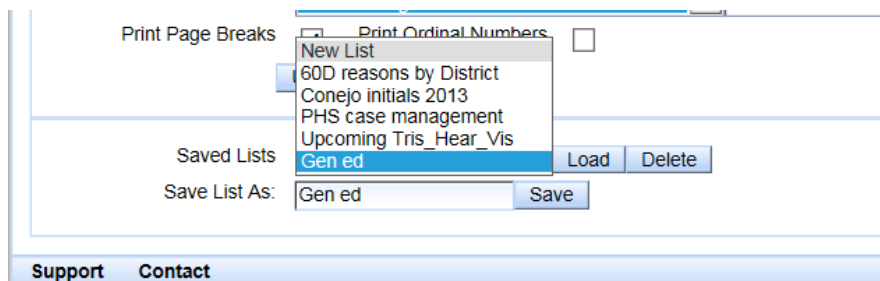 Print Page Breaks Print Ordinal Numbers
New List
60D reasons by District
Conejo initials 2013
PHS case management
Upcoming Tris_Hear_Vis
Saved Lists Gen ed Load Delete
Save List As: Gen ed Save
Support Contact